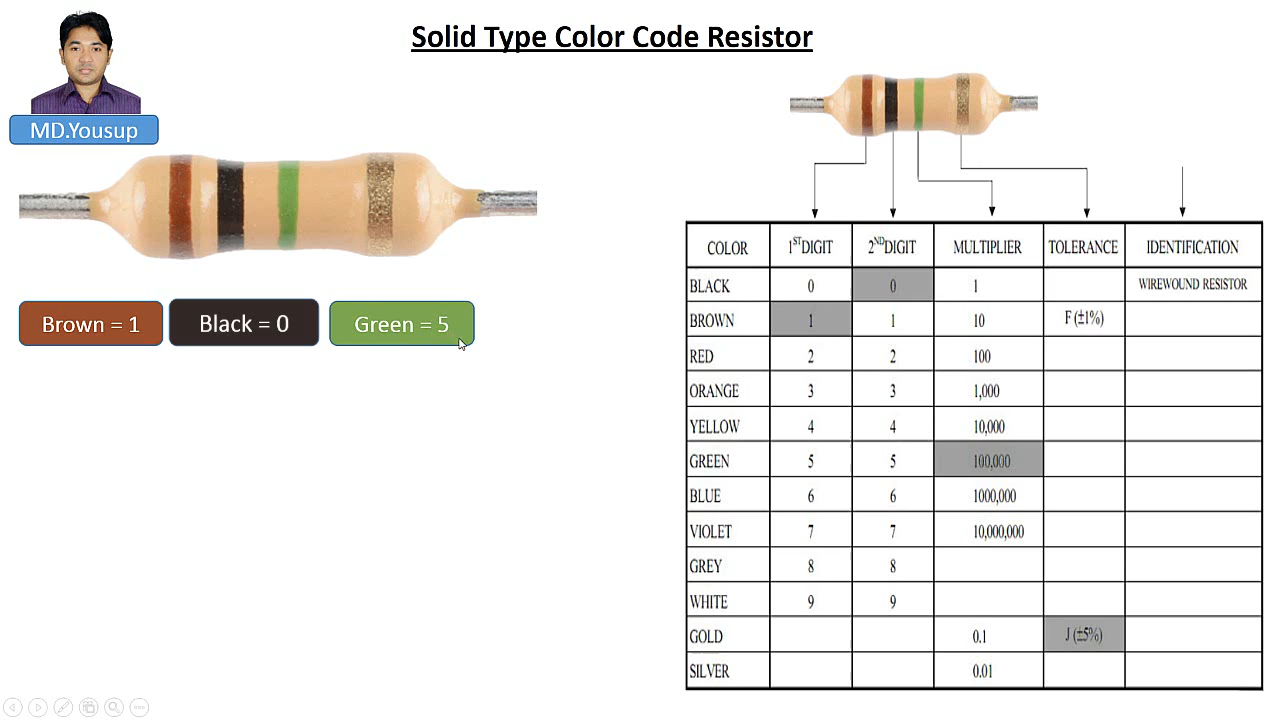 Solid Type Color Code Resistor
MD.Yousup
Brown = 1
Black = 0
Green = 5
COLOR 1ST DIGIT 2ND DIGIT MULTIPLIER TOLERANCE IDENTIFICATION
BLACK 0 0 1 WIREWOUND RESISTOR
BROWN 1 1 10 F (±1%)
RED 2 2 100
ORANGE 3 3 1,000
YELLOW 4 4 10,000
GREEN 5 5 100,000
BLUE 6 6 1000,000
VIOLET 7 7 10,000,000
GREY 8 8
WHITE 9 9
GOLD 0.1 J (±5%)
SILVER 0.01